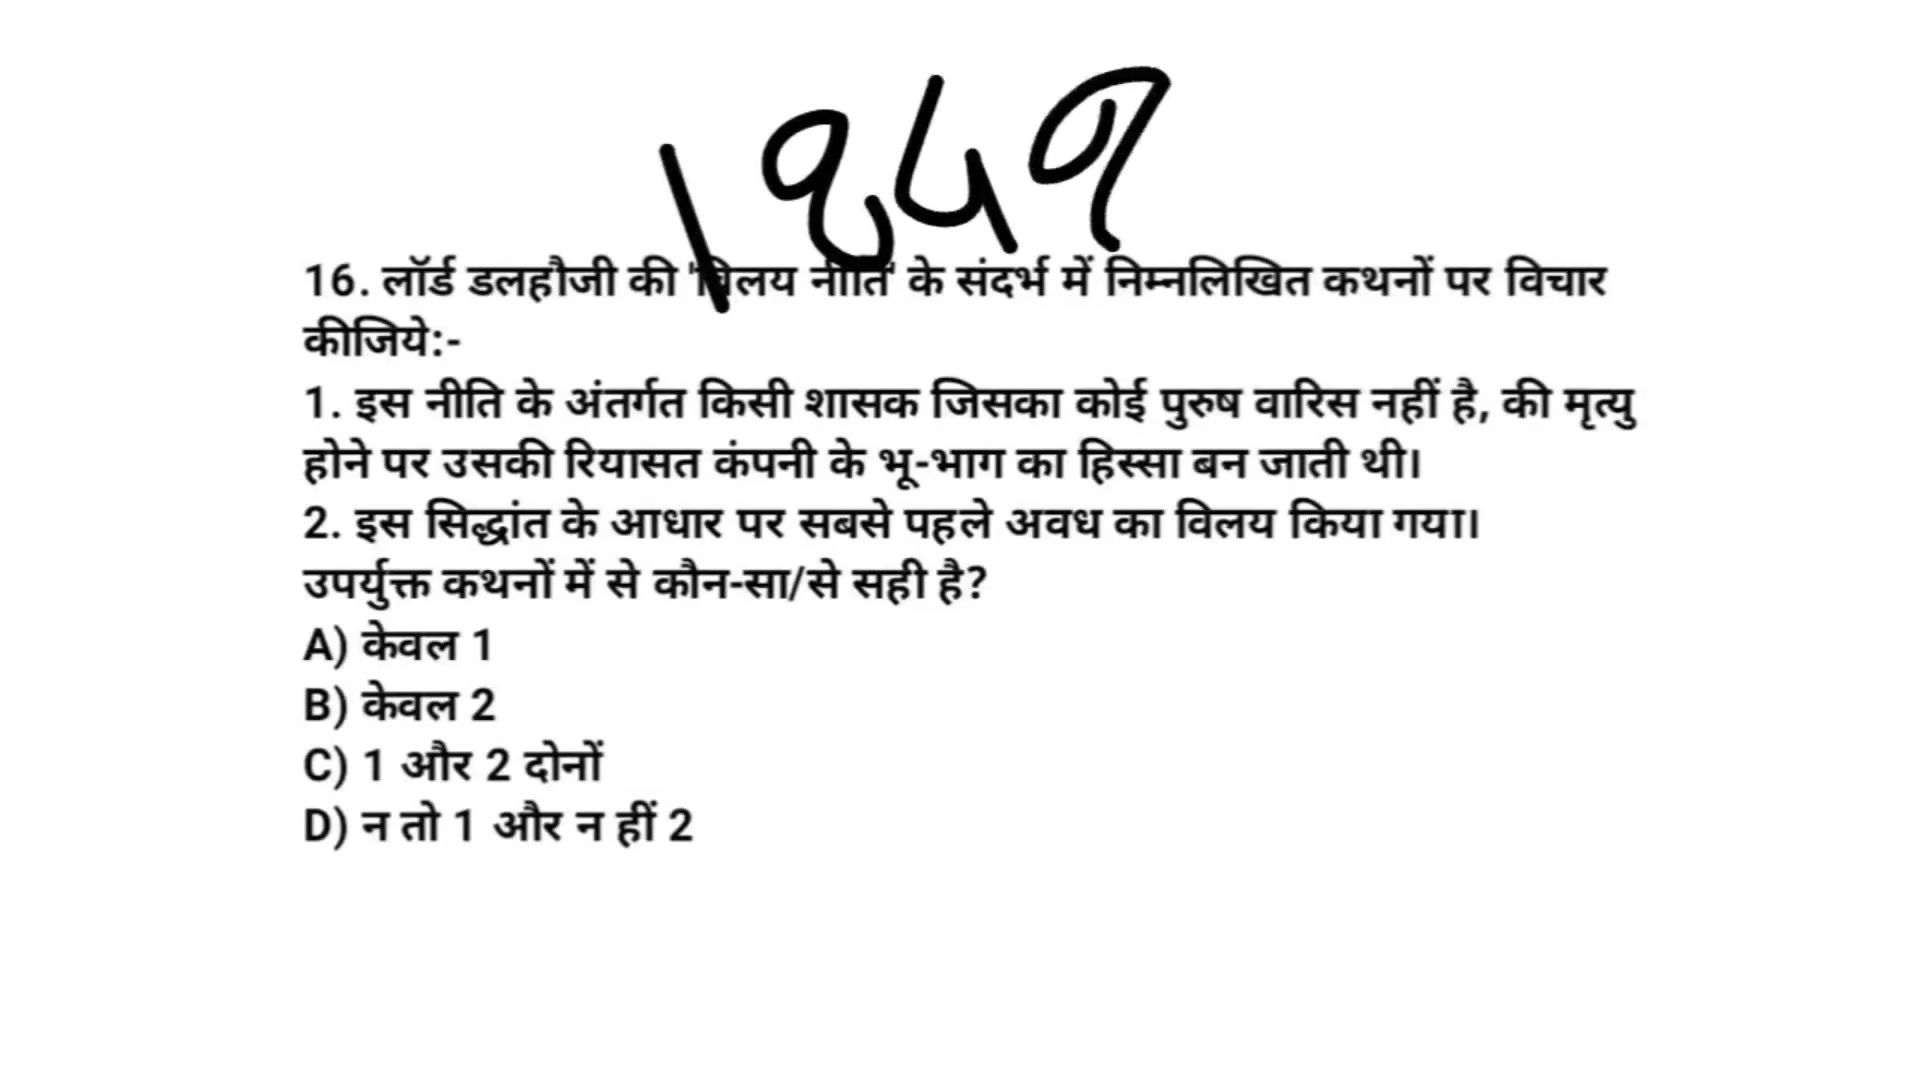 1849
16. लॉर्ड डलहौजी की 'विलय नीति' के संदर्भ में निम्नलिखित कथनों पर विचार
कीजिये:-
1. इस नीति के अंतर्गत किसी शासक जिसका कोई पुरुष वारिस नहीं है, की मृत्यु
होने पर उसकी रियासत कंपनी के भू-भाग का हिस्सा बन जाती थी।
2. इस सिद्धांत के आधार पर सबसे पहले अवध का विलय किया गया।
उपर्युक्त कथनों में से कौन-सा/से सही है?
A) केवल 1
B) केवल 2
C) 1 और 2 दोनों
D) न तो 1 और न हीं 2